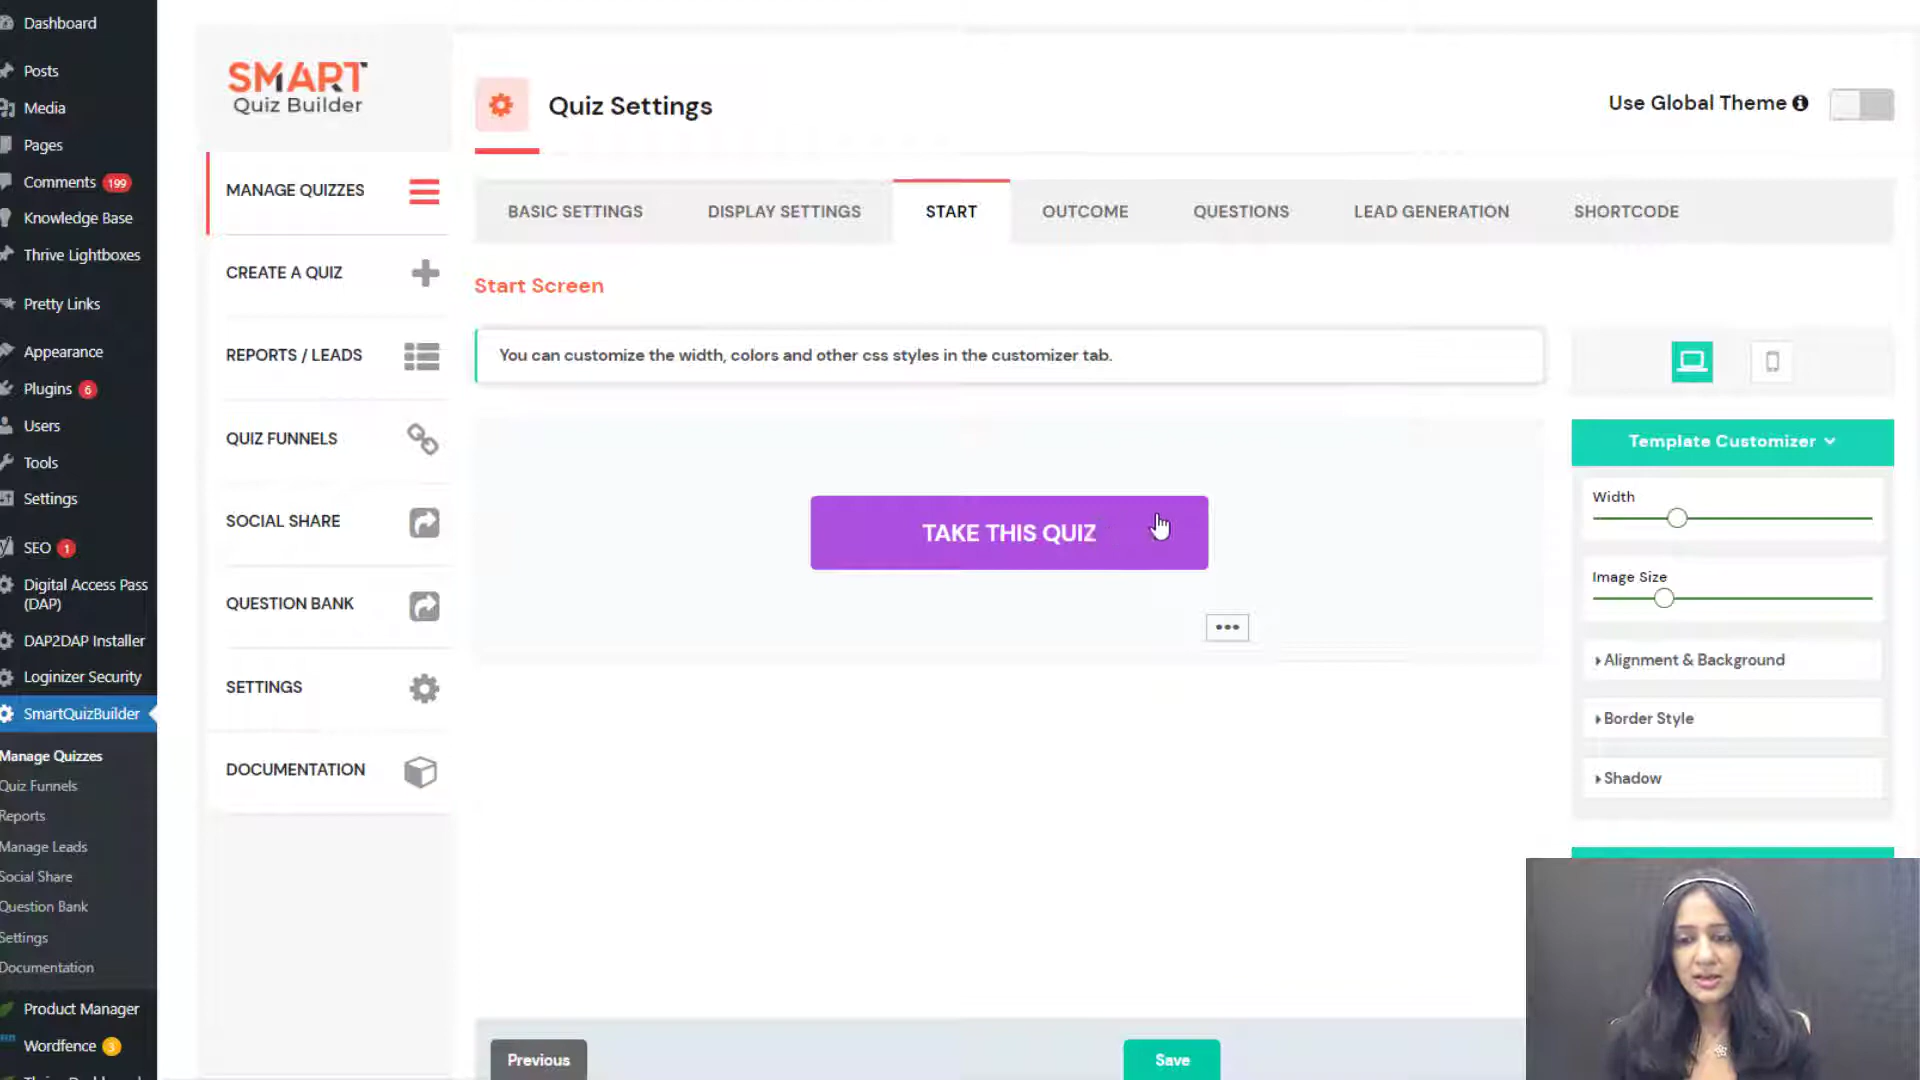 Dashboard
Posts
Media
Pages
Comments 199
Knowledge Base
Thrive Lightboxes
Pretty Links
Appearance
Plugins 6
Users
Tools
Settings
SEO 1
Digital Access Pass
(DAP)
DAP2DAP Installer
Loginizer Security
SmartQuizBuilder
Manage Quizzes
Quiz Funnels
Reports
Manage Leads
Social Share
Question Bank
Settings
Documentation
Product Manager
Wordfence 3
SMART
Quiz Builder
MANAGE QUIZZES
CREATE A QUIZ
REPORTS / LEADS
QUIZ FUNNELS
SOCIAL SHARE
QUESTION BANK
SETTINGS
DOCUMENTATION
Quiz Settings
Use Global Theme
BASIC SETTINGS
DISPLAY SETTINGS
START
OUTCOME
QUESTIONS
LEAD GENERATION
SHORTCODE
Start Screen
You can customize the width, colors and other css styles in the customizer tab.
TAKE THIS QUIZ
Template Customizer
Width
Image Size
Alignment & Background
Border Style
Shadow
Previous
Save